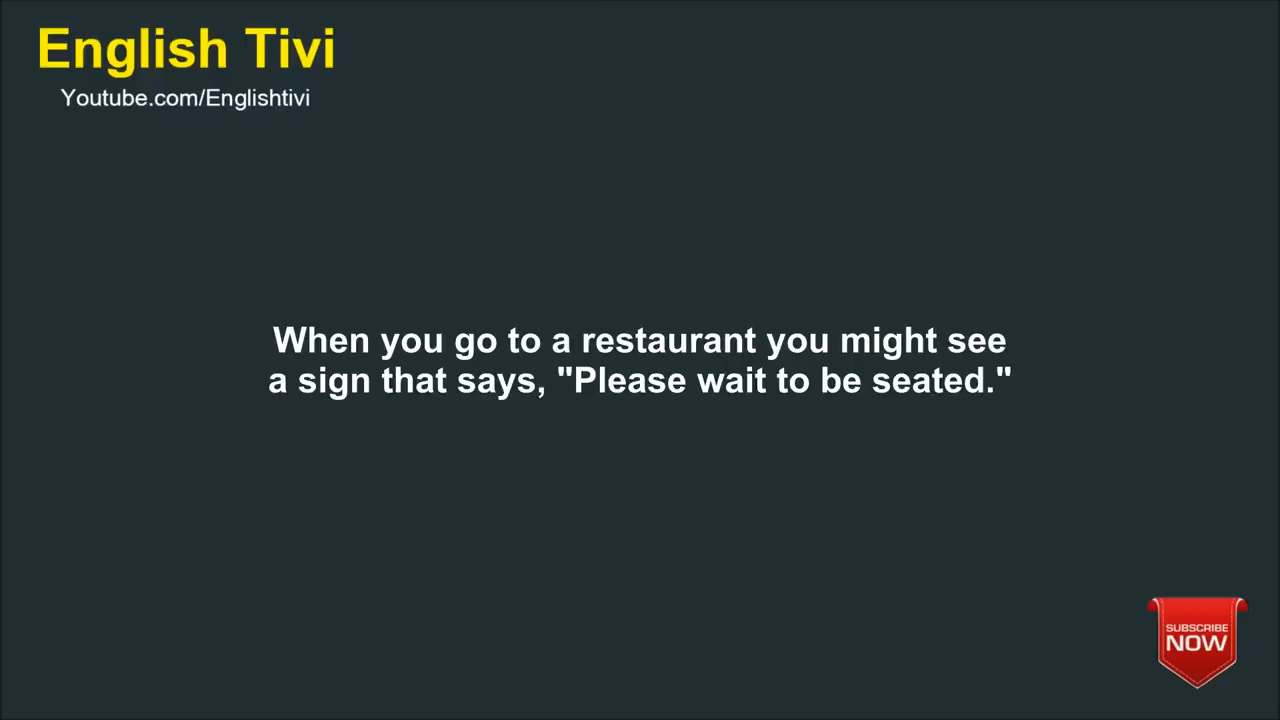 English Tivi
Youtube.com/Englishtivi
When you go to a restaurant you might see
a sign that says, "Please wait to be seated."
SUBSCRIBE
NOW